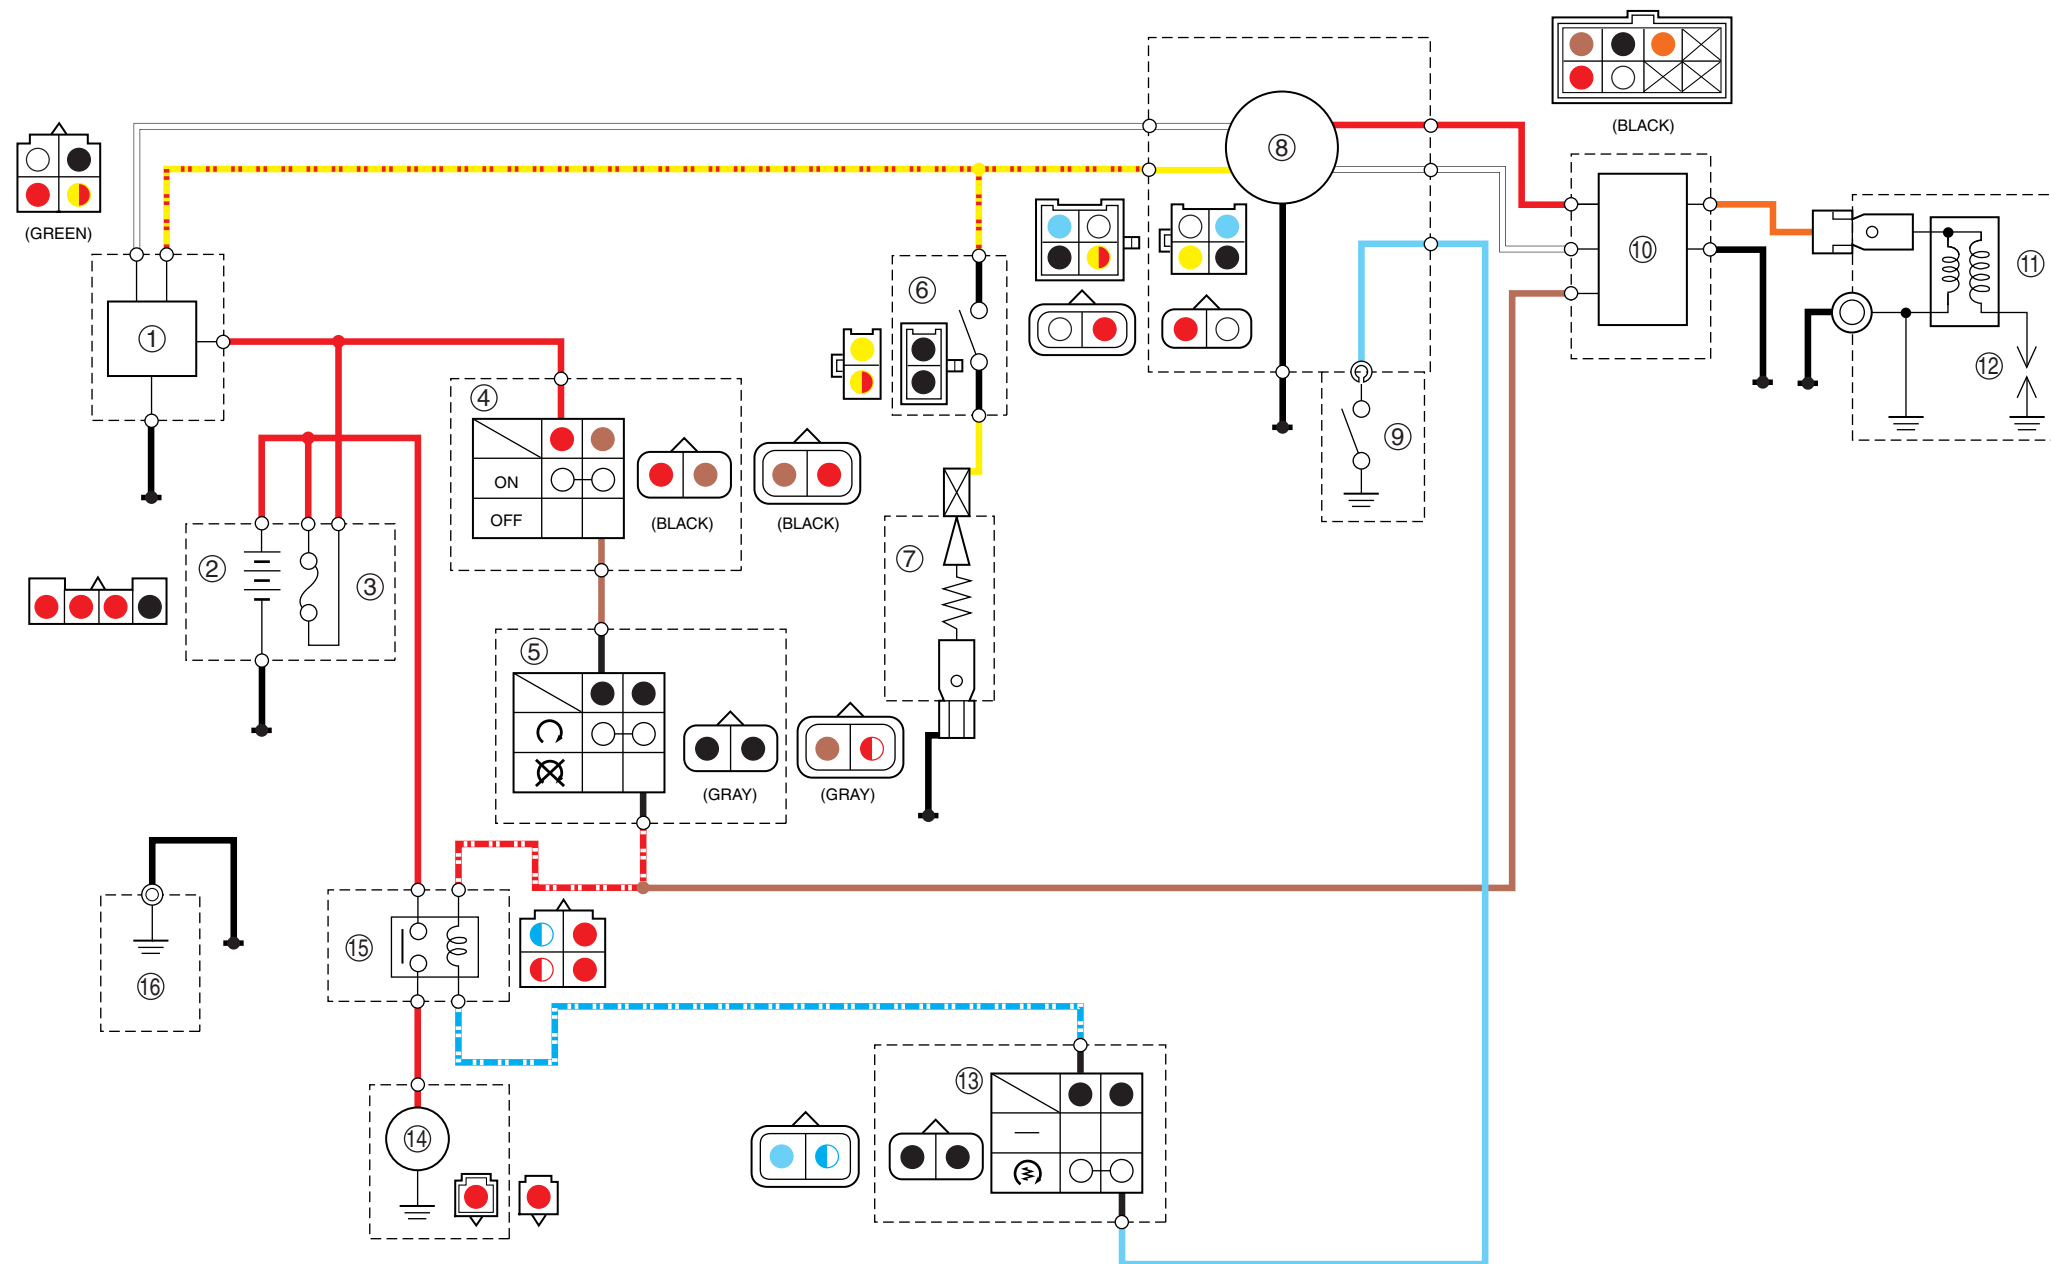 (BLACK)
(GREEN)
⑧
⑩
⑪
⑥
①
⑫
④
⑨
ON
OFF
(BLACK)
(BLACK)
⑦
②
③
⑤
(GRAY)
(GRAY)
⑮
⑯
⑬
⑭